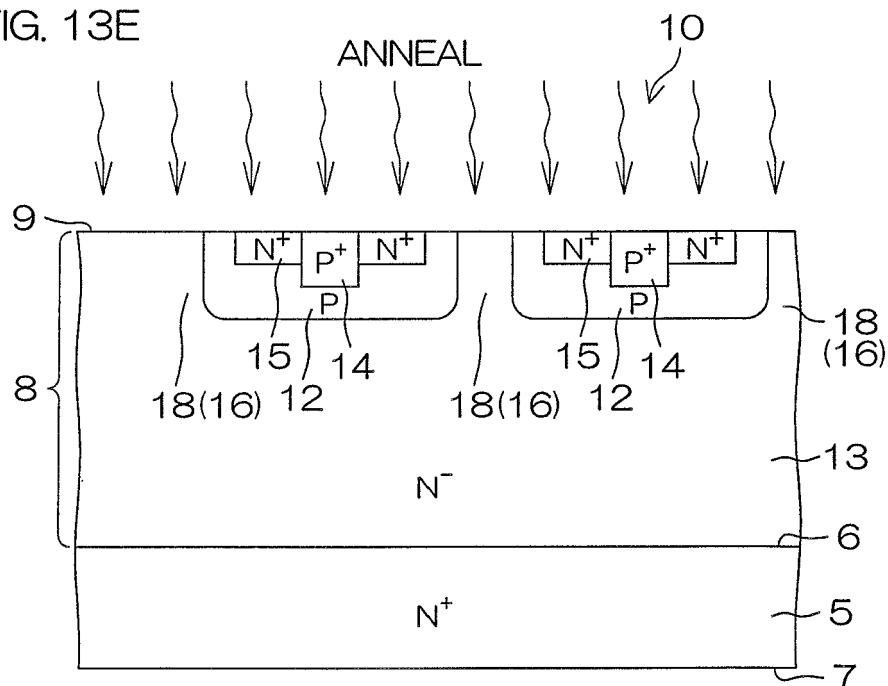 FIG. 13E
10
ANNEAL
9
N+ P+ N+ N+ P+ N+
P P
8
15 14 15 14 18
18(16) 12 18(16) 12 (16)
13
N−
6
N+ 5
7